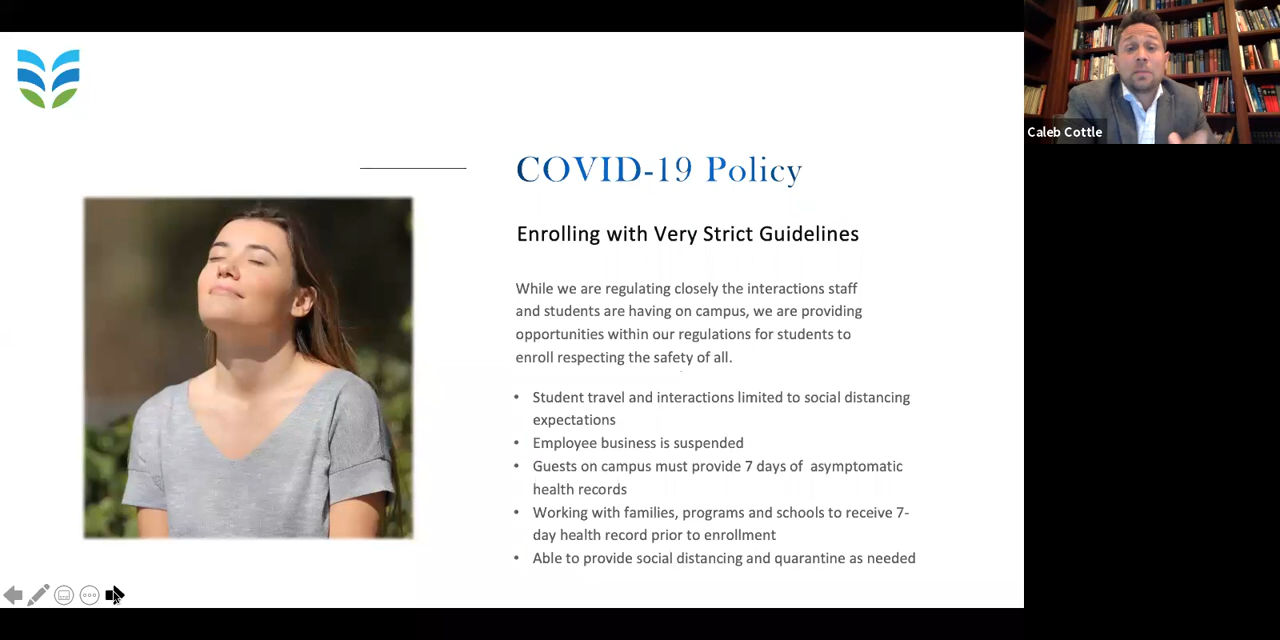 COVID-19 Policy
Enrolling with Very Strict Guidelines
While we are regulating closely the interactions staff
and students are having on campus, we are providing
opportunities within our regulations for students to
enroll respecting the safety of all.
• Student travel and interactions limited to social distancing
expectations
• Employee business is suspended
• Guests on campus must provide 7 days of  asymptomatic
health records
• Working with families, programs and schools to receive 7-
day health record prior to enrollment
• Able to provide social distancing and quarantine as needed
Caleb Cottle